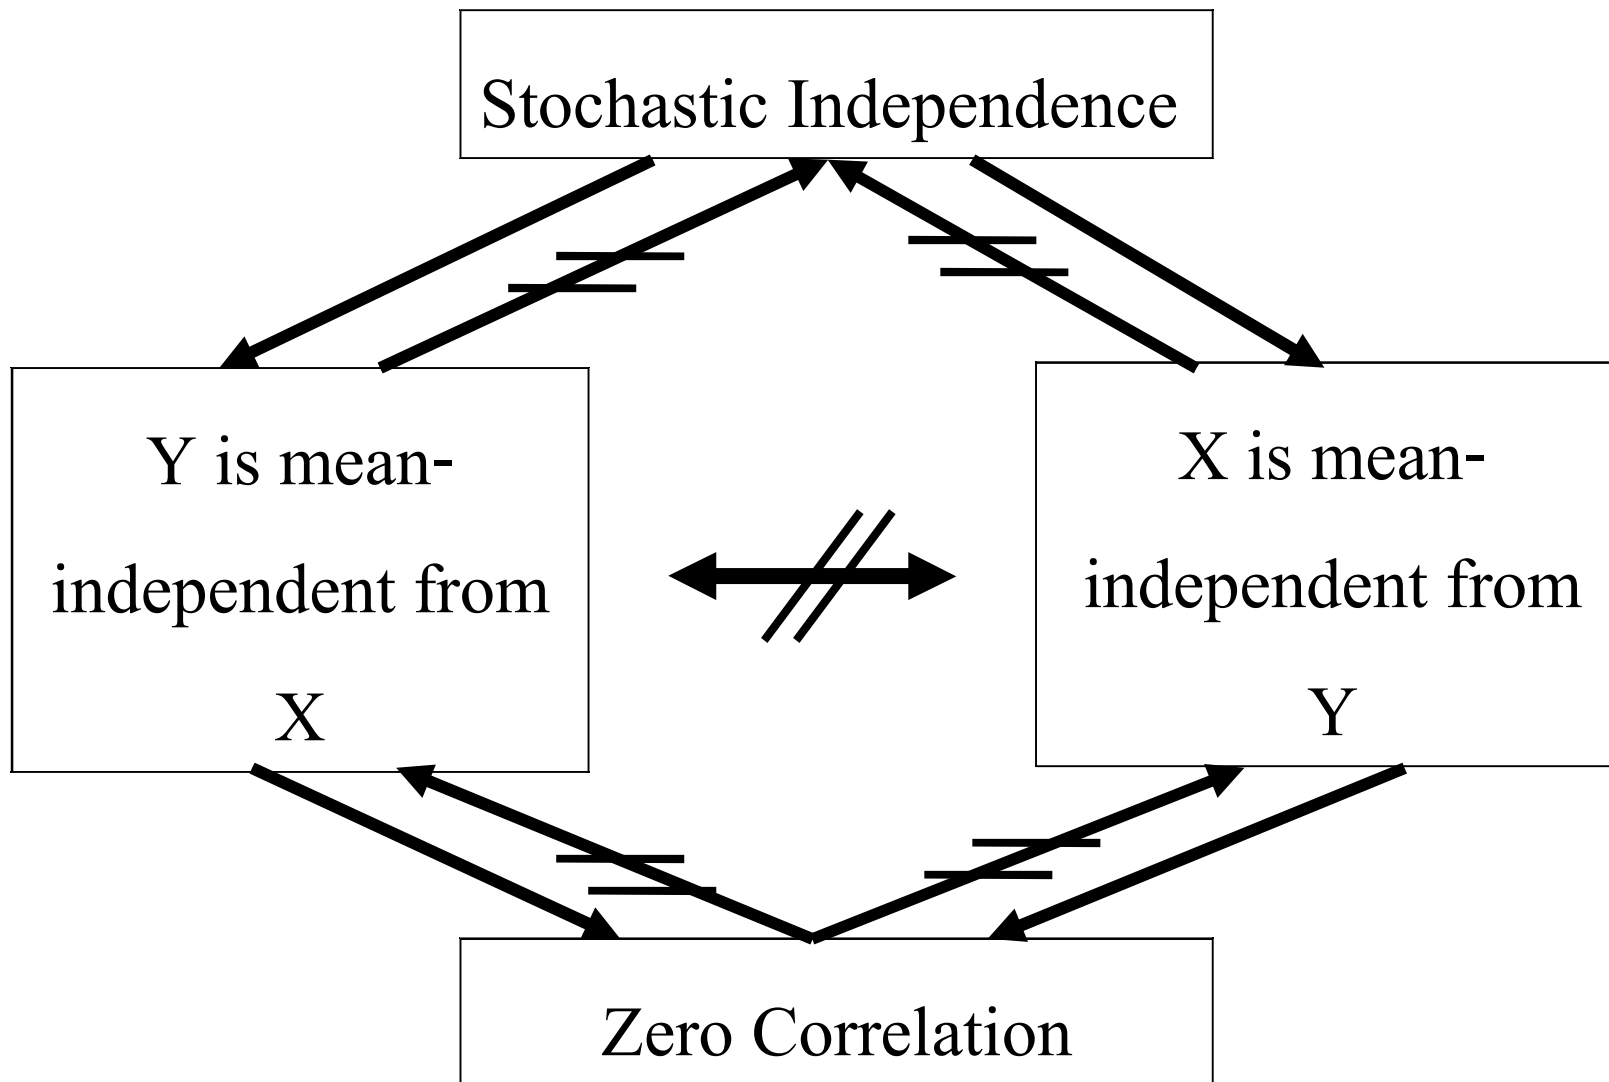 Stochastic Independence
Y is mean-
independent from
X
X is mean-
independent from
Y
Zero Correlation